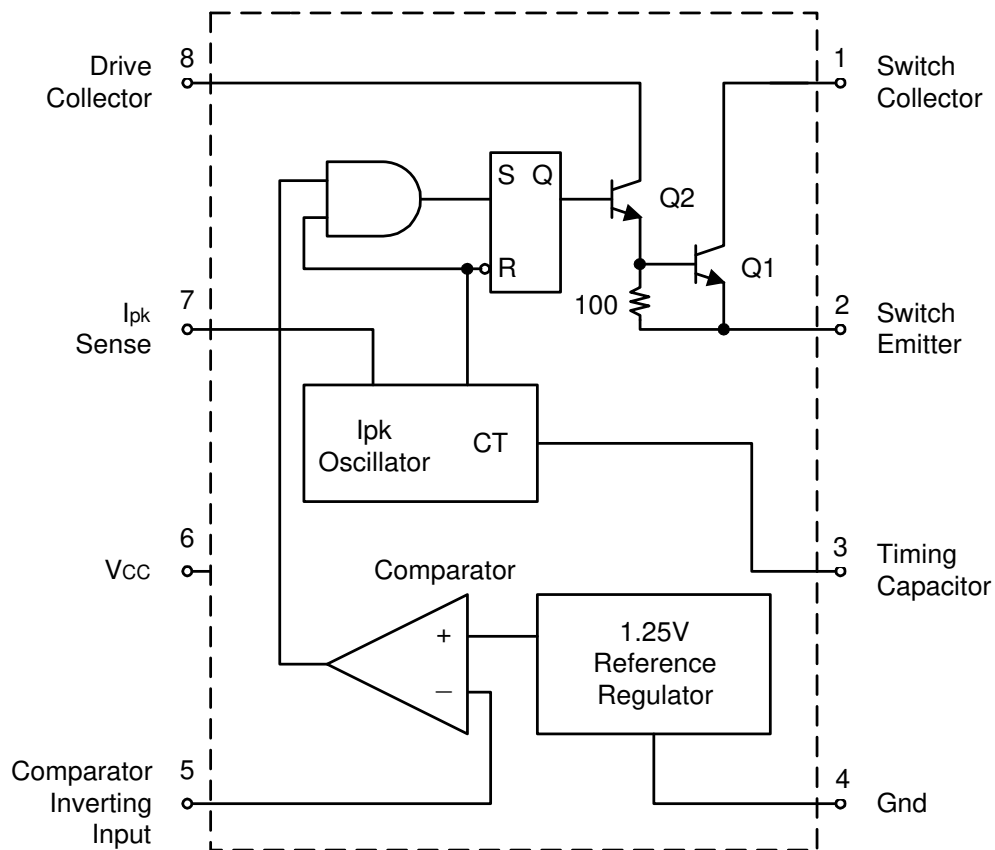 8
Drive
Collector
1
Switch
Collector
S Q
R
Q2
Q1
100
7
Ipk
Sense
2
Switch
Emitter
Ipk
Oscillator
CT
6
VCC
3
Timing
Capacitor
Comparator
+
−
1.25V
Reference
Regulator
5
Comparator
Inverting
Input
4
Gnd